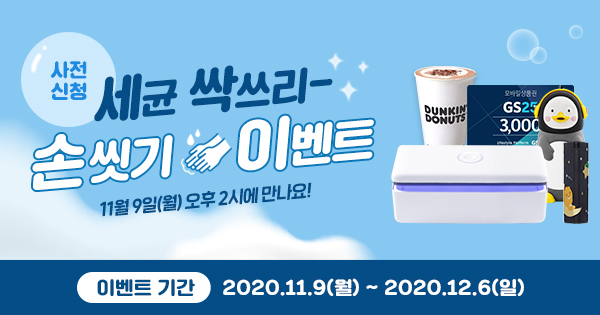 사전
신청
세균 싹쓰리-
손씻기 이벤트
11월 9일(월) 오후 2시에 만나요!
DUNKIN'
DONUTS
모바일상품권
GS25
3,000
이벤트 기간 2020.11.9(월) ~ 2020.12.6(일)